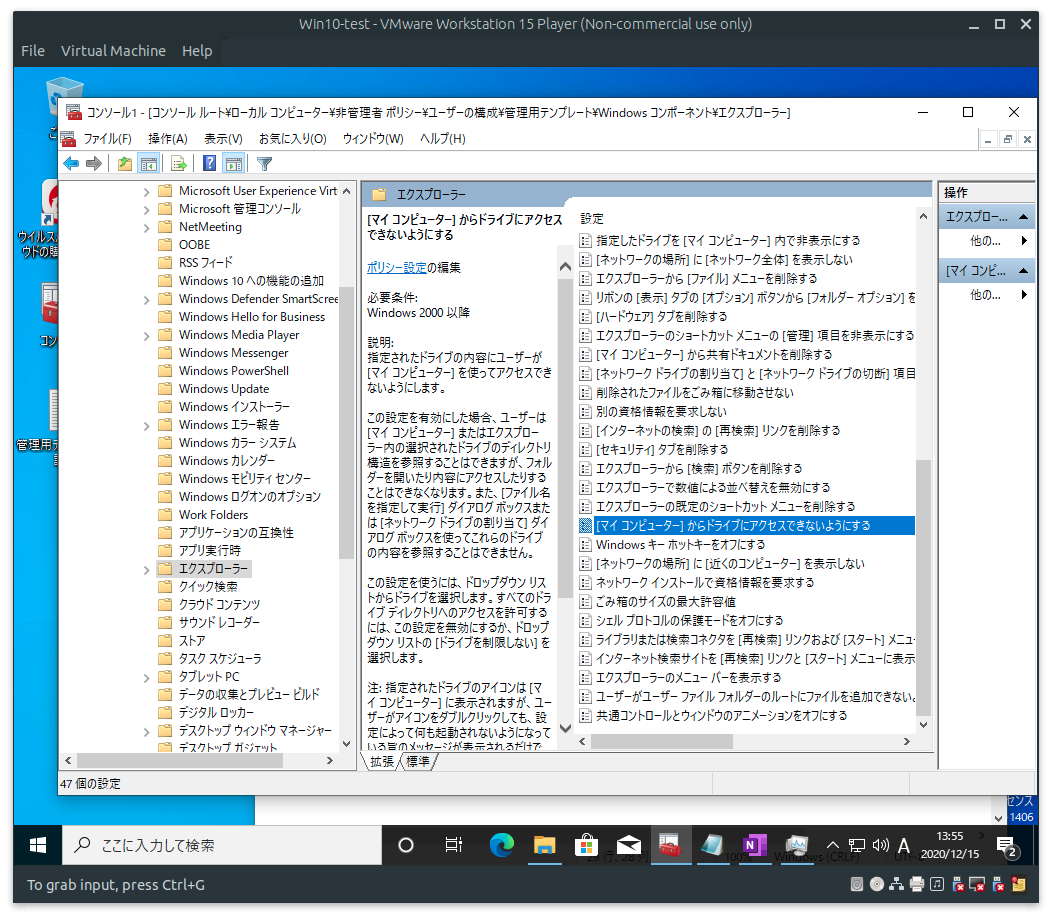 Win10-test - VMware Workstation 15 Player (Non-commercial use only)
File Virtual Machine Help
コンソール1 - [コンソール ルート¥ローカル コンピューター¥非管理者 ポリシー¥ユーザーの構成¥管理用テンプレート¥Windows コンポーネント¥エクスプローラー]
ファイル(F) 操作(A) 表示(V) お気に入り(O) ウィンドウ(W) ヘルプ(H)
Microsoft User Experience Virt
Microsoft 管理コンソール
NetMeeting
OOBE
RSS フィード
Windows 10 への機能の追加
Windows Defender SmartScree
Windows Hello for Business
Windows Media Player
Windows Messenger
Windows PowerShell
Windows Update
Windows インストーラー
Windows エラー報告
Windows カラー システム
Windows カレンダー
Windows モビリティ センター
Windows ログオンのオプション
Work Folders
アプリケーションの互換性
アプリ実行時
エクスプローラー
クイック検索
クラウド コンテンツ
サウンド レコーダー
ストア
タスク スケジューラ
タブレット PC
データの収集とプレビュー ビルド
デジタル ロッカー
デスクトップ ウィンドウ マネージャー
デスクトップ ガジェット
エクスプローラー
[マイ コンピューター] からドライブにアクセス
できないようにする
ポリシー設定の編集
必要条件:
Windows 2000 以降
説明:
指定されたドライブの内容にユーザーが
[マイ コンピューター] を使ってアクセスでき
ないようにします。
この設定を有効にした場合、ユーザーは
[マイ コンピューター] またはエクスプロー
ラー内の選択されたドライブのディレクトリ
構造を参照することはできますが、フォル
ダーを開いたり内容にアクセスしたりする
ことはできなくなります。また、[ファイル名
を指定して実行] ダイアログ ボックスまた
は [ネットワーク ドライブの割り当て] ダイ
アログ ボックスを使ってこれらのドライブ
の内容を参照することはできません。
この設定を使うには、ドロップダウン リス
トからドライブを選択します。すべてのドラ
イブ ディレクトリへのアクセスを許可する
には、この設定を無効にするか、ドロップ
ダウン リストの [ドライブを制限しない] を
選択します。
注: 指定されたドライブのアイコンは [マ
イ コンピューター] に表示されますが、ユー
ザーがアイコンをダブルクリックしても、設
定によって何も起動されないようになって
いる旨のメッセージが表示されるだけで
設定
指定したドライブを [マイ コンピューター] 内で非表示にする
[ネットワークの場所] に [ネットワーク全体] を表示しない
エクスプローラーから [ファイル] メニューを削除する
リボンの [表示] タブの [オプション] ボタンから [フォルダー オプション] を
[ハードウェア] タブを削除する
エクスプローラーのショートカット メニューの [管理] 項目を非表示にする
[マイ コンピューター] から共有ドキュメントを削除する
[ネットワーク ドライブの割り当て] と [ネットワーク ドライブの切断] 項目
削除されたファイルをごみ箱に移動させない
別の資格情報を要求しない
[インターネットの検索] の [再検索] リンクを削除する
[セキュリティ] タブを削除する
エクスプローラーから [検索] ボタンを削除する
エクスプローラーで数値による並べ替えを無効にする
エクスプローラーの既定のショートカット メニューを削除する
[マイ コンピューター] からドライブにアクセスできないようにする
Windows キー ホットキーをオフにする
[ネットワークの場所] に [近くのコンピューター] を表示しない
ネットワーク インストールで資格情報を要求する
ごみ箱のサイズの最大許容値
シェル プロトコルの保護モードをオフにする
ライブラリまたは検索コネクタを [再検索] リンクおよび [スタート] メニュー
インターネット検索サイトを [再検索] リンクと [スタート] メニューに表示
エクスプローラーのメニュー バーを表示する
ユーザーがユーザー ファイル フォルダーのルートにファイルを追加できない
共通コントロールとウィンドウのアニメーションをオフにする
拡張 標準
操作
エクスプロー...
他の...
[マイ コンピ...
他の...
47 個の設定
ウイルス
ウドの購
コン
管理用テ
センス
1406
ここに入力して検索
100%
Windows (CRLF)
A
13:55
2020/12/15
2
To grab input, press Ctrl+G